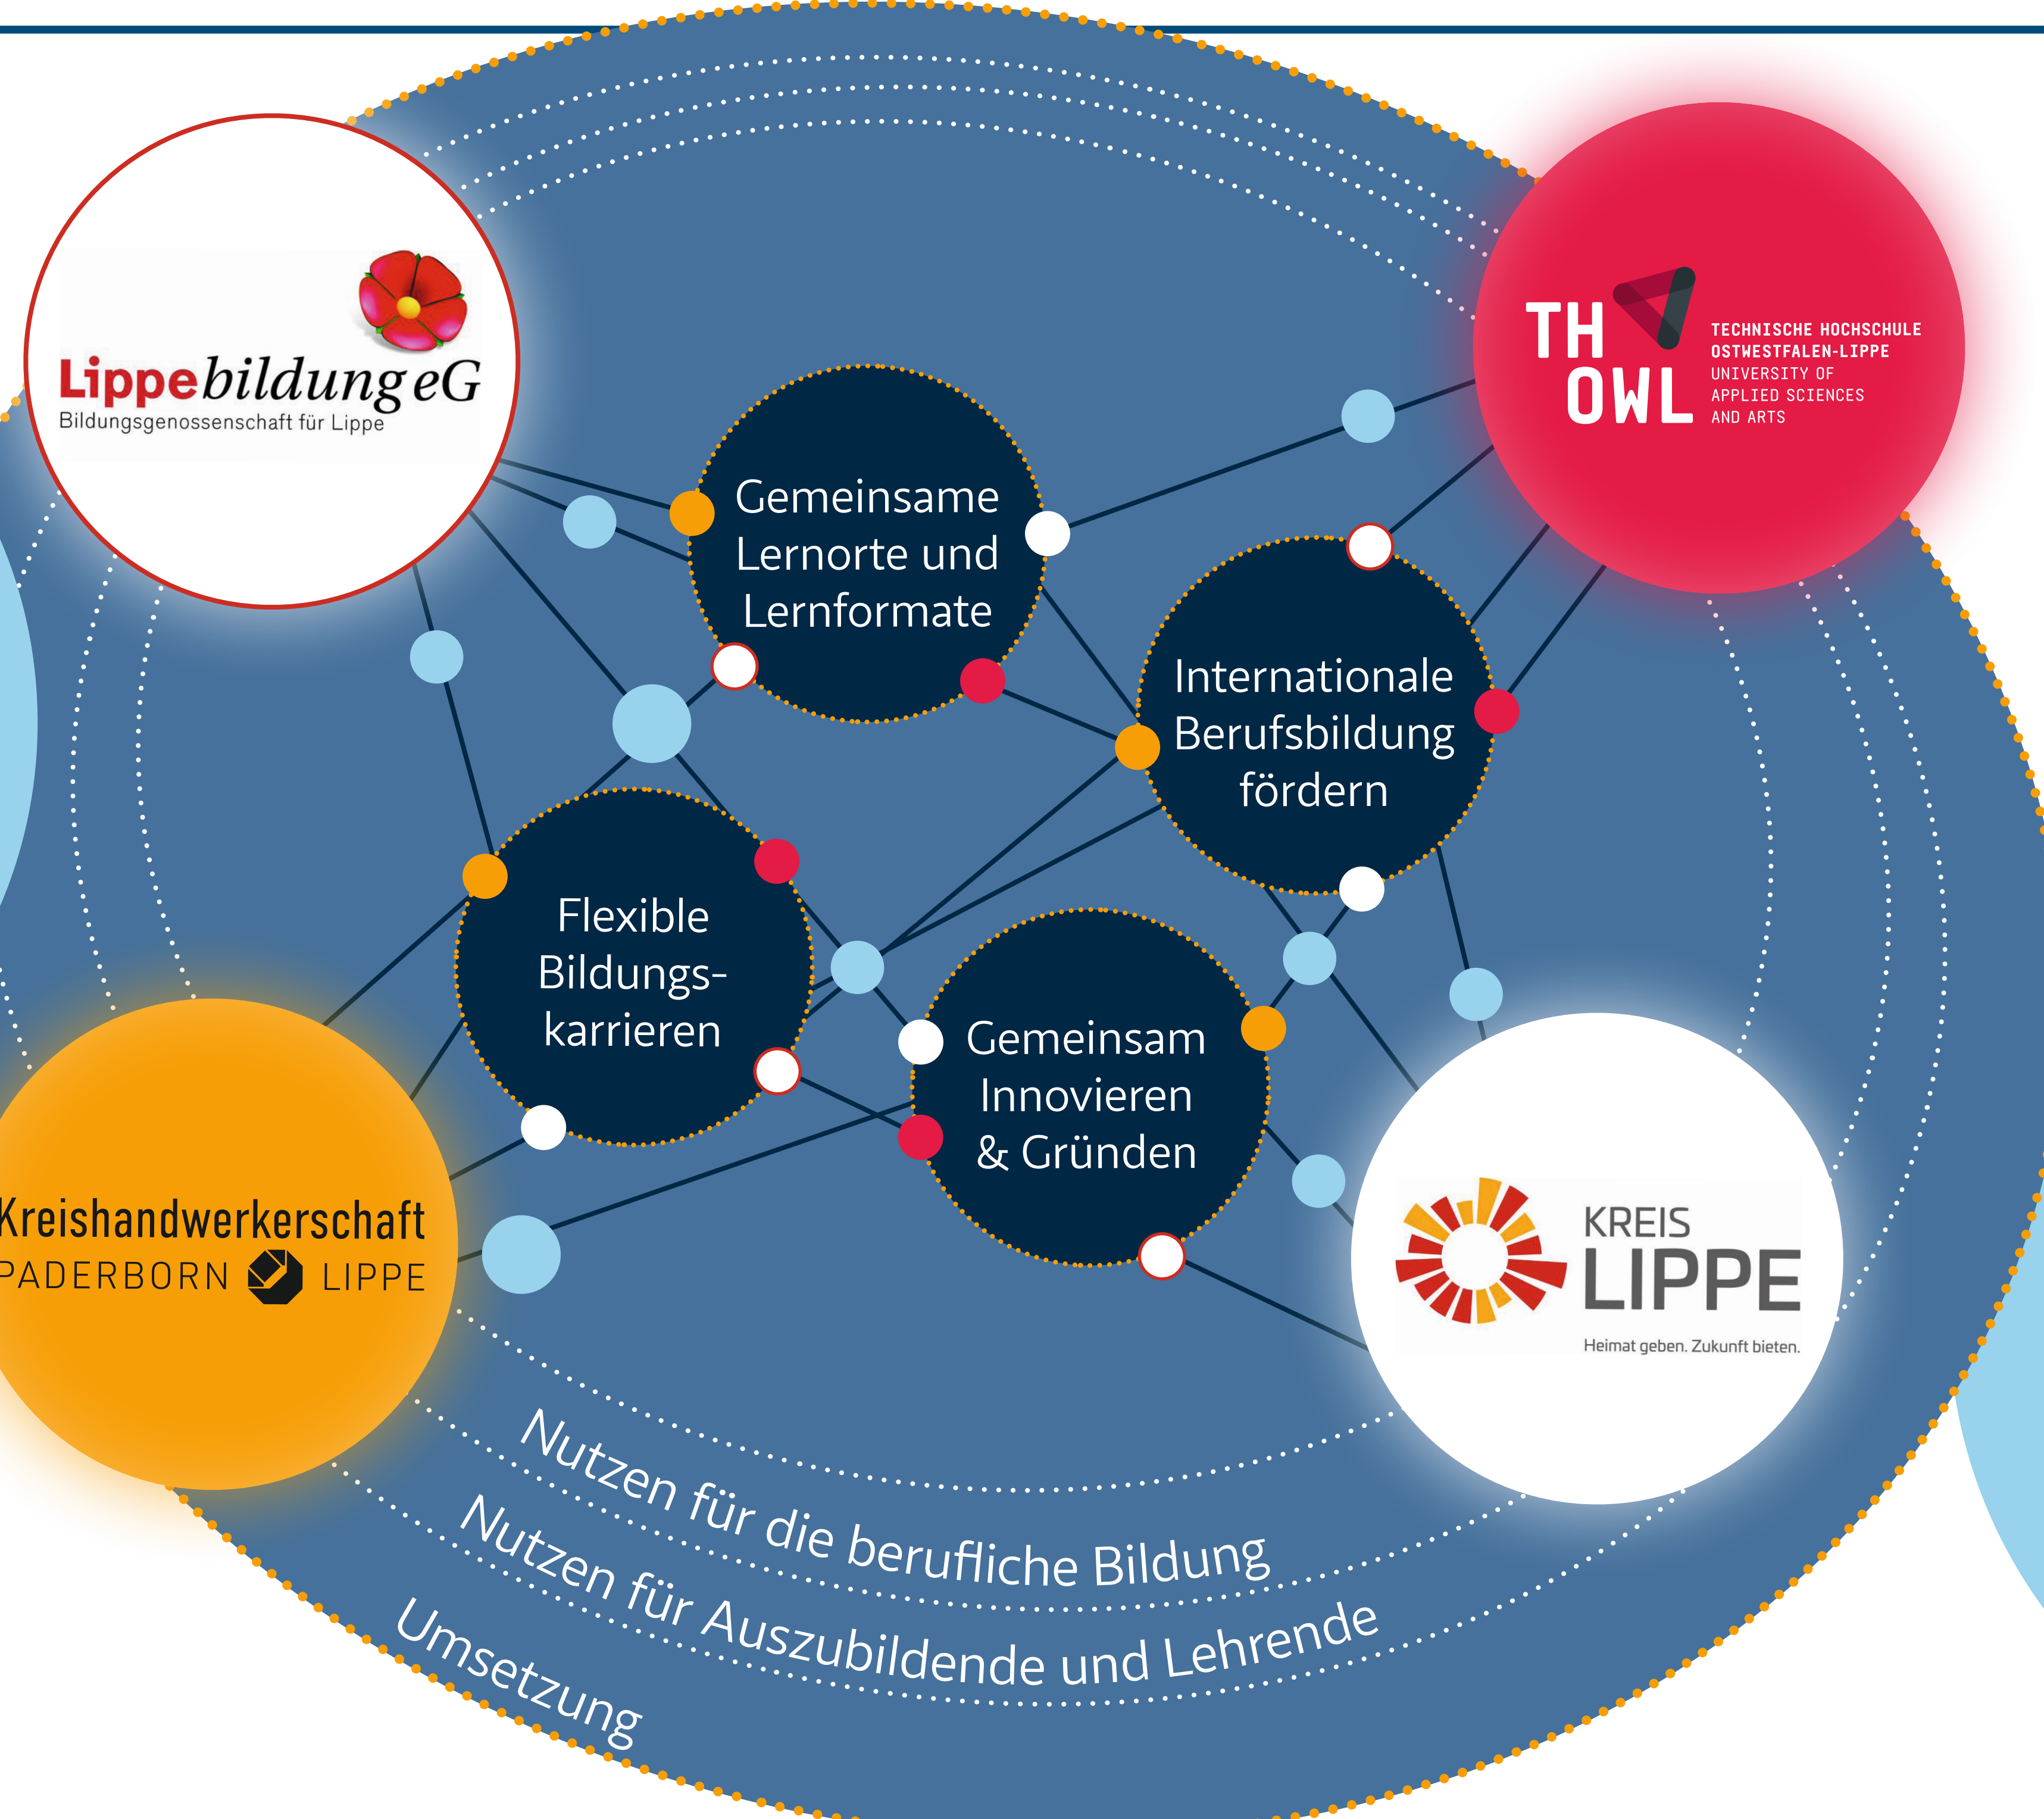 Lippebildung eG
Bildungsgenossenschaft für Lippe
TH
OWL
TECHNISCHE HOCHSCHULE
OSTWESTFALEN-LIPPE
UNIVERSITY OF
APPLIED SCIENCES
AND ARTS
Gemeinsame
Lernorte und
Lernformate
Internationale
Berufsbildung
fördern
Flexible
Bildungs-
karrieren
Gemeinsam
Innovieren
& Gründen
Kreishandwerkerschaft
PADERBORN LIPPE
KREIS
LIPPE
Heimat geben. Zukunft bieten.
Nutzen für die berufliche Bildung
Nutzen für Auszubildende und Lehrende
Umsetzung